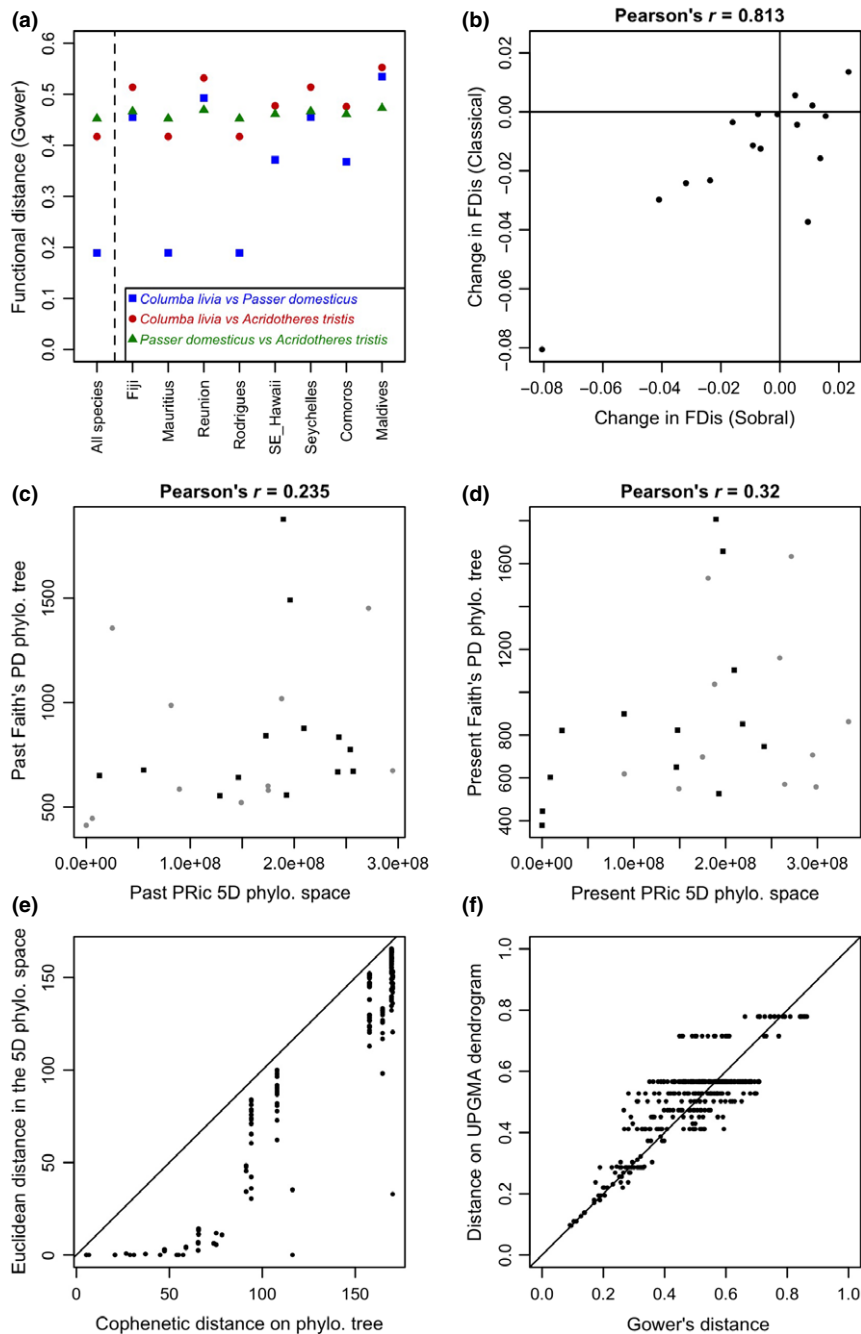 (a)
0.6
0.5
0.4
0.3
0.2
0.1
0.0
Functional distance (Gower)
Columba livia vs Passer domesticus
Columba livia vs Acridotheres tristis
Passer domesticus vs Acridotheres tristis
All species
Fiji
Mauritius
Reunion
Rodrigues
SE_Hawaii
Seychelles
Comoros
Maldives
(b)
Pearson's r = 0.813
0.02
0.00
−0.02
−0.04
−0.06
−0.08
Change in FDis (Classical)
−0.08 −0.06 −0.04 −0.02 0.00 0.02
Change in FDis (Sobral)
(c)
Pearson's r = 0.235
1500
1000
500
Past Faith's PD phylo. tree
0.0e+00 1.0e+08 2.0e+08 3.0e+08
Past PRic 5D phylo. space
(d)
Pearson's r = 0.32
1600
1200
800
600
400
Present Faith's PD phylo. tree
0.0e+00 1.0e+08 2.0e+08 3.0e+08
Present PRic 5D phylo. space
(e)
150
100
50
0
Euclidean distance in the 5D phylo. space
0 50 100 150
Cophenetic distance on phylo. tree
(f)
1.0
0.8
0.6
0.4
0.2
0.0
Distance on UPGMA dendrogram
0.0 0.2 0.4 0.6 0.8 1.0
Gower's distance